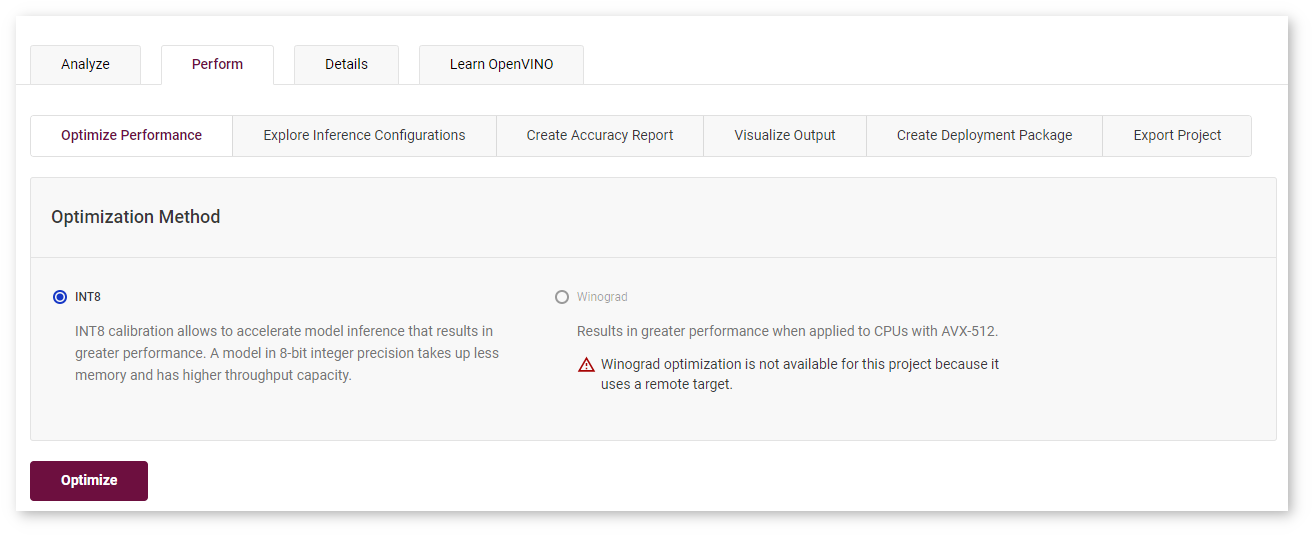 Analyze
Perform
Details
Learn OpenVINO
Optimize Performance
Explore Inference Configurations
Create Accuracy Report
Visualize Output
Create Deployment Package
Export Project
Optimization Method
INT8
INT8 calibration allows to accelerate model inference that results in
greater performance. A model in 8-bit integer precision takes up less
memory and has higher throughput capacity.
Winograd
Results in greater performance when applied to CPUs with AVX-512.
Winograd optimization is not available for this project because it
uses a remote target.
Optimize